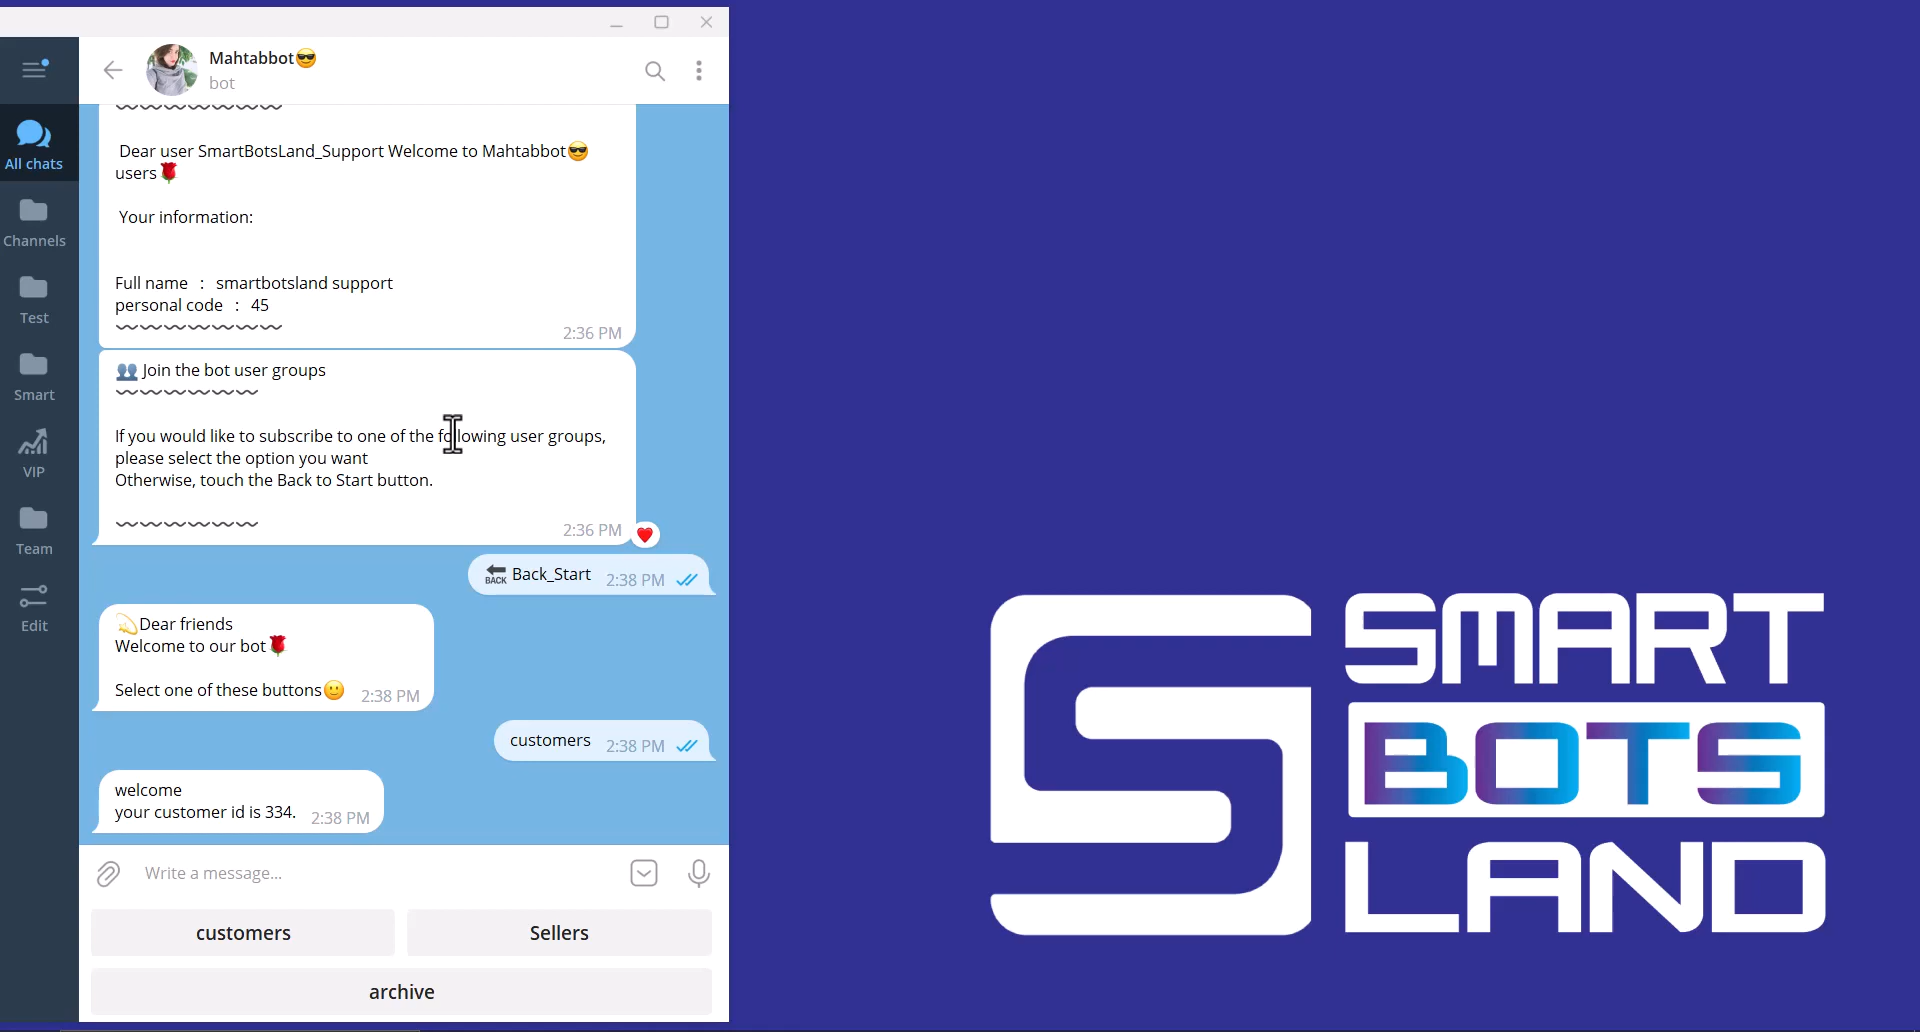 Mahtabbot😎
bot
All chats
Channels
Test
Smart
VIP
Team
Edit
Dear user SmartBotsLand_Support Welcome to Mahtabbot😎
users🌹
Your information:
Full name : smartbotsland support
personal code : 45
2:36 PM
👥 Join the bot user groups
If you would like to subscribe to one of the following user groups,
please select the option you want
Otherwise, touch the Back to Start button.
2:36 PM
🔙 Back_Start 2:38 PM
💫Dear friends
Welcome to our bot🌹
Select one of these buttons🙂 2:38 PM
customers 2:38 PM
welcome
your customer id is 334. 2:38 PM
Write a message...
customers
Sellers
archive
SMART
BOTS
LAND